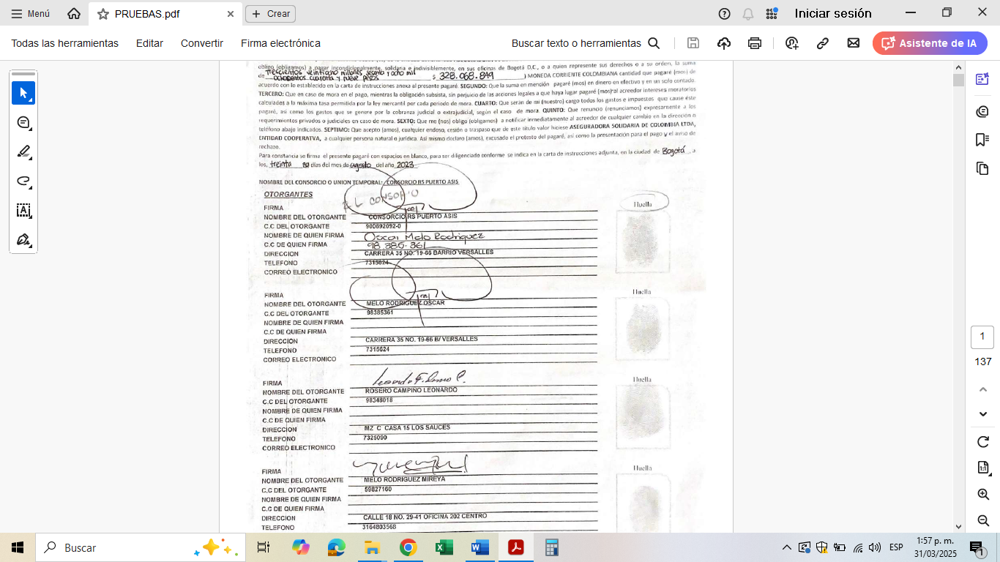 Menú
PRUEBAS.pdf
Crear
Iniciar sesión
Todas las herramientas
Editar
Convertir
Firma electrónica
Buscar texto o herramientas
Asistente de IA
obligo (obligamos) a pagar incondicionalmente, solidaria e indivisiblemente, en sus oficinas de Bogotá D.C., o a quien represente sus derechos o a su orden, la suma
Trescientos veintiocho millones sesenta y ocho mil
de ochocientos cuarenta y nueve pesos $ 328.068.849 ) MONEDA CORRIENTE COLOMBIANA cantidad que pagaré (mos) de
acuerdo con lo establecido en la carta de instrucciones anexa al presente pagaré. SEGUNDO: Que la suma en mención pagaré (mos) en dinero en efectivo y en un solo contado.
TERCERO: Que en caso de mora en el pago, mientras la obligación subsista, sin perjuicio de las acciones legales a que haya lugar pagaré (mos) al acreedor intereses moratorios
calculados a la máxima tasa permitida por la ley mercantil por cada periodo de mora. CUARTO: Que serán de mi (nuestro) cargo todos los gastos e impuestos que cause éste
pagaré, así como los gastos que se genere por la cobranza judicial o extrajudicial, según el caso de mora. QUINTO: Que renuncio (renunciamos) expresamente a los
requerimientos privados o judiciales en caso de mora. SEXTO: Que me (nos) obligo (obligamos) a notificar inmediatamente al acreedor de cualquier cambio en la dirección o
teléfono abajo indicados. SEPTIMO: Que acepto (amos), cualquier endoso, cesión o traspaso que de este titulo valor hiciese ASEGURADORA SOLIDARIA DE COLOMBIA LTDA,
ENTIDAD COOPERATIVA, a cualquier persona natural o jurídica. Así mismo declaro (amos), excusado el protesto del pagaré, así como la presentación para el pago y el aviso de
rechazo.
Para constancia se firma el presente pagaré con espacios en blanco, para ser diligenciado conforme se indica en la carta de instrucciones adjunta, en la ciudad de Bogotá, a
los, treinta 30 días del mes de agosto del año 2023
NOMBRE DEL CONSORCIO O UNION TEMPORAL: CONSORCIO RS PUERTO ASIS
OTORGANTES
R L CONSORCIO
FIRMA
Huella
NOMBRE DEL OTORGANTE CONSORCIO RS PUERTO ASIS
C.C DEL OTORGANTE 900692092-0
NOMBRE DE QUIEN FIRMA Oscar Melo Rodriguez
C.C DE QUIEN FIRMA 98.385.361
DIRECCION CARRERA 35 NO. 19-66 BARRIO VERSALLES
TELEFONO 7315624
CORREO ELECTRONICO
FIRMA
Huella
NOMBRE DEL OTORGANTE MELO RODRIGUEZ OSCAR
C.C DEL OTORGANTE 98385361
NOMBRE DE QUIEN FIRMA
C.C DE QUIEN FIRMA
DIRECCION CARRERA 35 NO. 19-66 B/ VERSALLES
TELEFONO 7315624
CORREO ELECTRONICO
FIRMA
Huella
NOMBRE DEL OTORGANTE ROSERO CAMPIÑO LEONARDO
C.C DEL OTORGANTE 98348018
NOMBRE DE QUIEN FIRMA
C.C DE QUIEN FIRMA
DIRECCION MZ C CASA 15 LOS SAUCES
TELEFONO 7325090
CORREO ELECTRONICO
FIRMA
Huella
NOMBRE DEL OTORGANTE MELO RODRIGUEZ MIREYA
C.C DEL OTORGANTE 59827160
NOMBRE DE QUIEN FIRMA
C.C DE QUIEN FIRMA
DIRECCION CALLE 18 NO. 29-41 OFICINA 202 CENTRO
TELEFONO 3164803568
1
137
Buscar
ESP
1:57 p. m.
31/03/2025
1